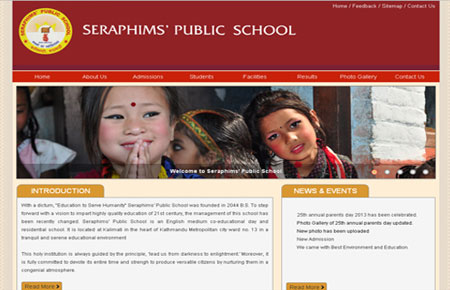 Home / Feedback / Sitemap / Contact Us
SERAPHIMS' PUBLIC SCHOOL
Home About Us Admissions Students Facilities Results Photo Gallery Contact Us
Welcome to Seraphims' Public School
INTRODUCTION
With a dictum, "Education to Serve Humanity" Seraphims' Public School was founded in 2044 B.S. To step
forward with a vision to impart highly quality education of 21st century, the management of this school has
been recently changed. Seraphims' Public School is an English medium co-educational day and
residential school. It is located at Kalimati in the heart of Kathmandu Metropolitan city ward no. 13 in a
tranquil and serene educational environment
This holy institution is always guided by the principle, 'lead us from darkness to enlightment.' Moreover, it
is fully committed to devote its entire time and strength to produce versatile citizens by nurturing them in a
congenial atmosphere.
Read More
NEWS & EVENTS
25th annual parents day 2013 has been celebrated.
Photo Gallery of 25th annual parents day updated.
New photo has been uploaded
New Admission
We came with Best Environment and Education.
Read More